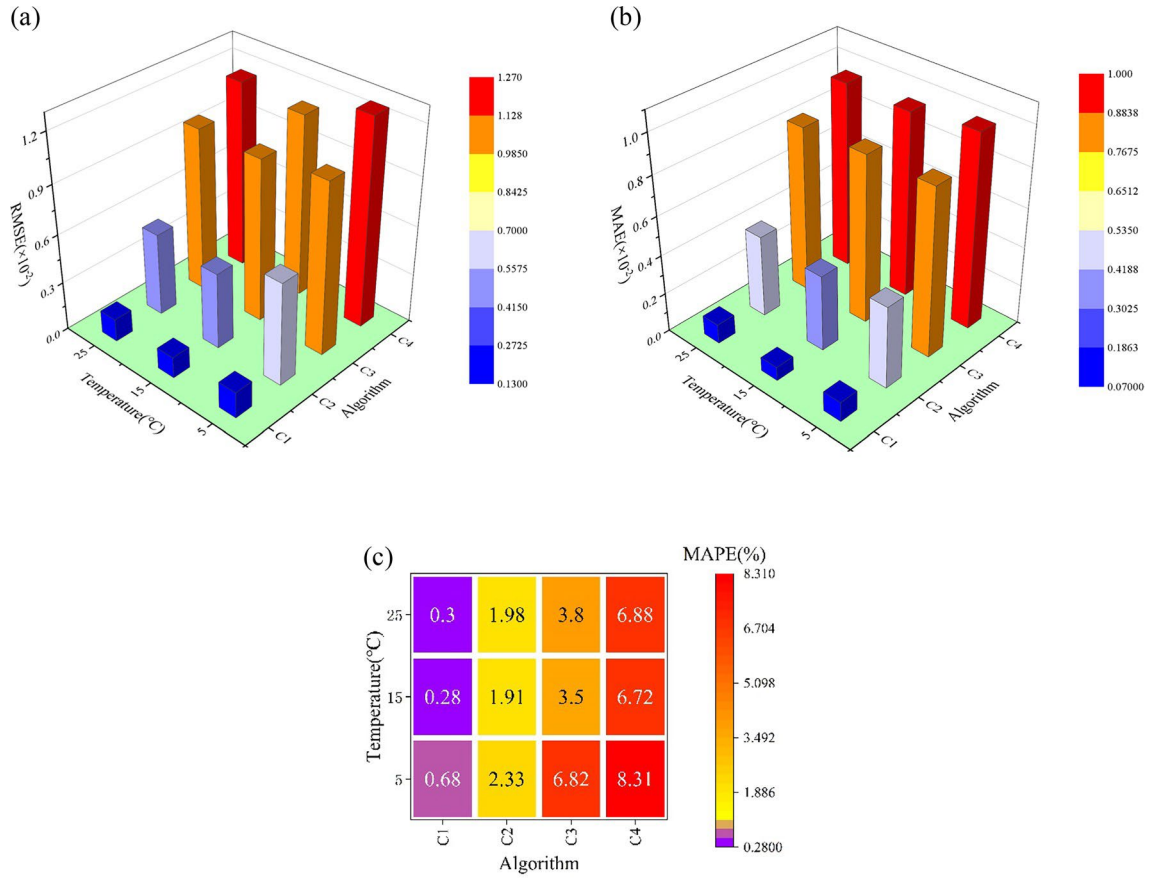 (a)
1.2
0.9
0.6
0.3
0.0
RMSE(×10⁻²)
25
15
5
Temperature(°C)
C1
C2
C3
C4
Algorithm
1.270
1.128
0.9850
0.8425
0.7000
0.5575
0.4150
0.2725
0.1300
(b)
1.0
0.8
0.6
0.4
0.2
0.0
MAE(×10⁻²)
25
15
5
Temperature(°C)
C1
C2
C3
C4
Algorithm
1.000
0.8838
0.7675
0.6512
0.5350
0.4188
0.3025
0.1863
0.07000
(c)
MAPE(%)
Temperature(°C)
25 0.3 1.98 3.8 6.88
15 0.28 1.91 3.5 6.72
5 0.68 2.33 6.82 8.31
C1 C2 C3 C4
Algorithm
8.310
6.704
5.098
3.492
1.886
0.2800